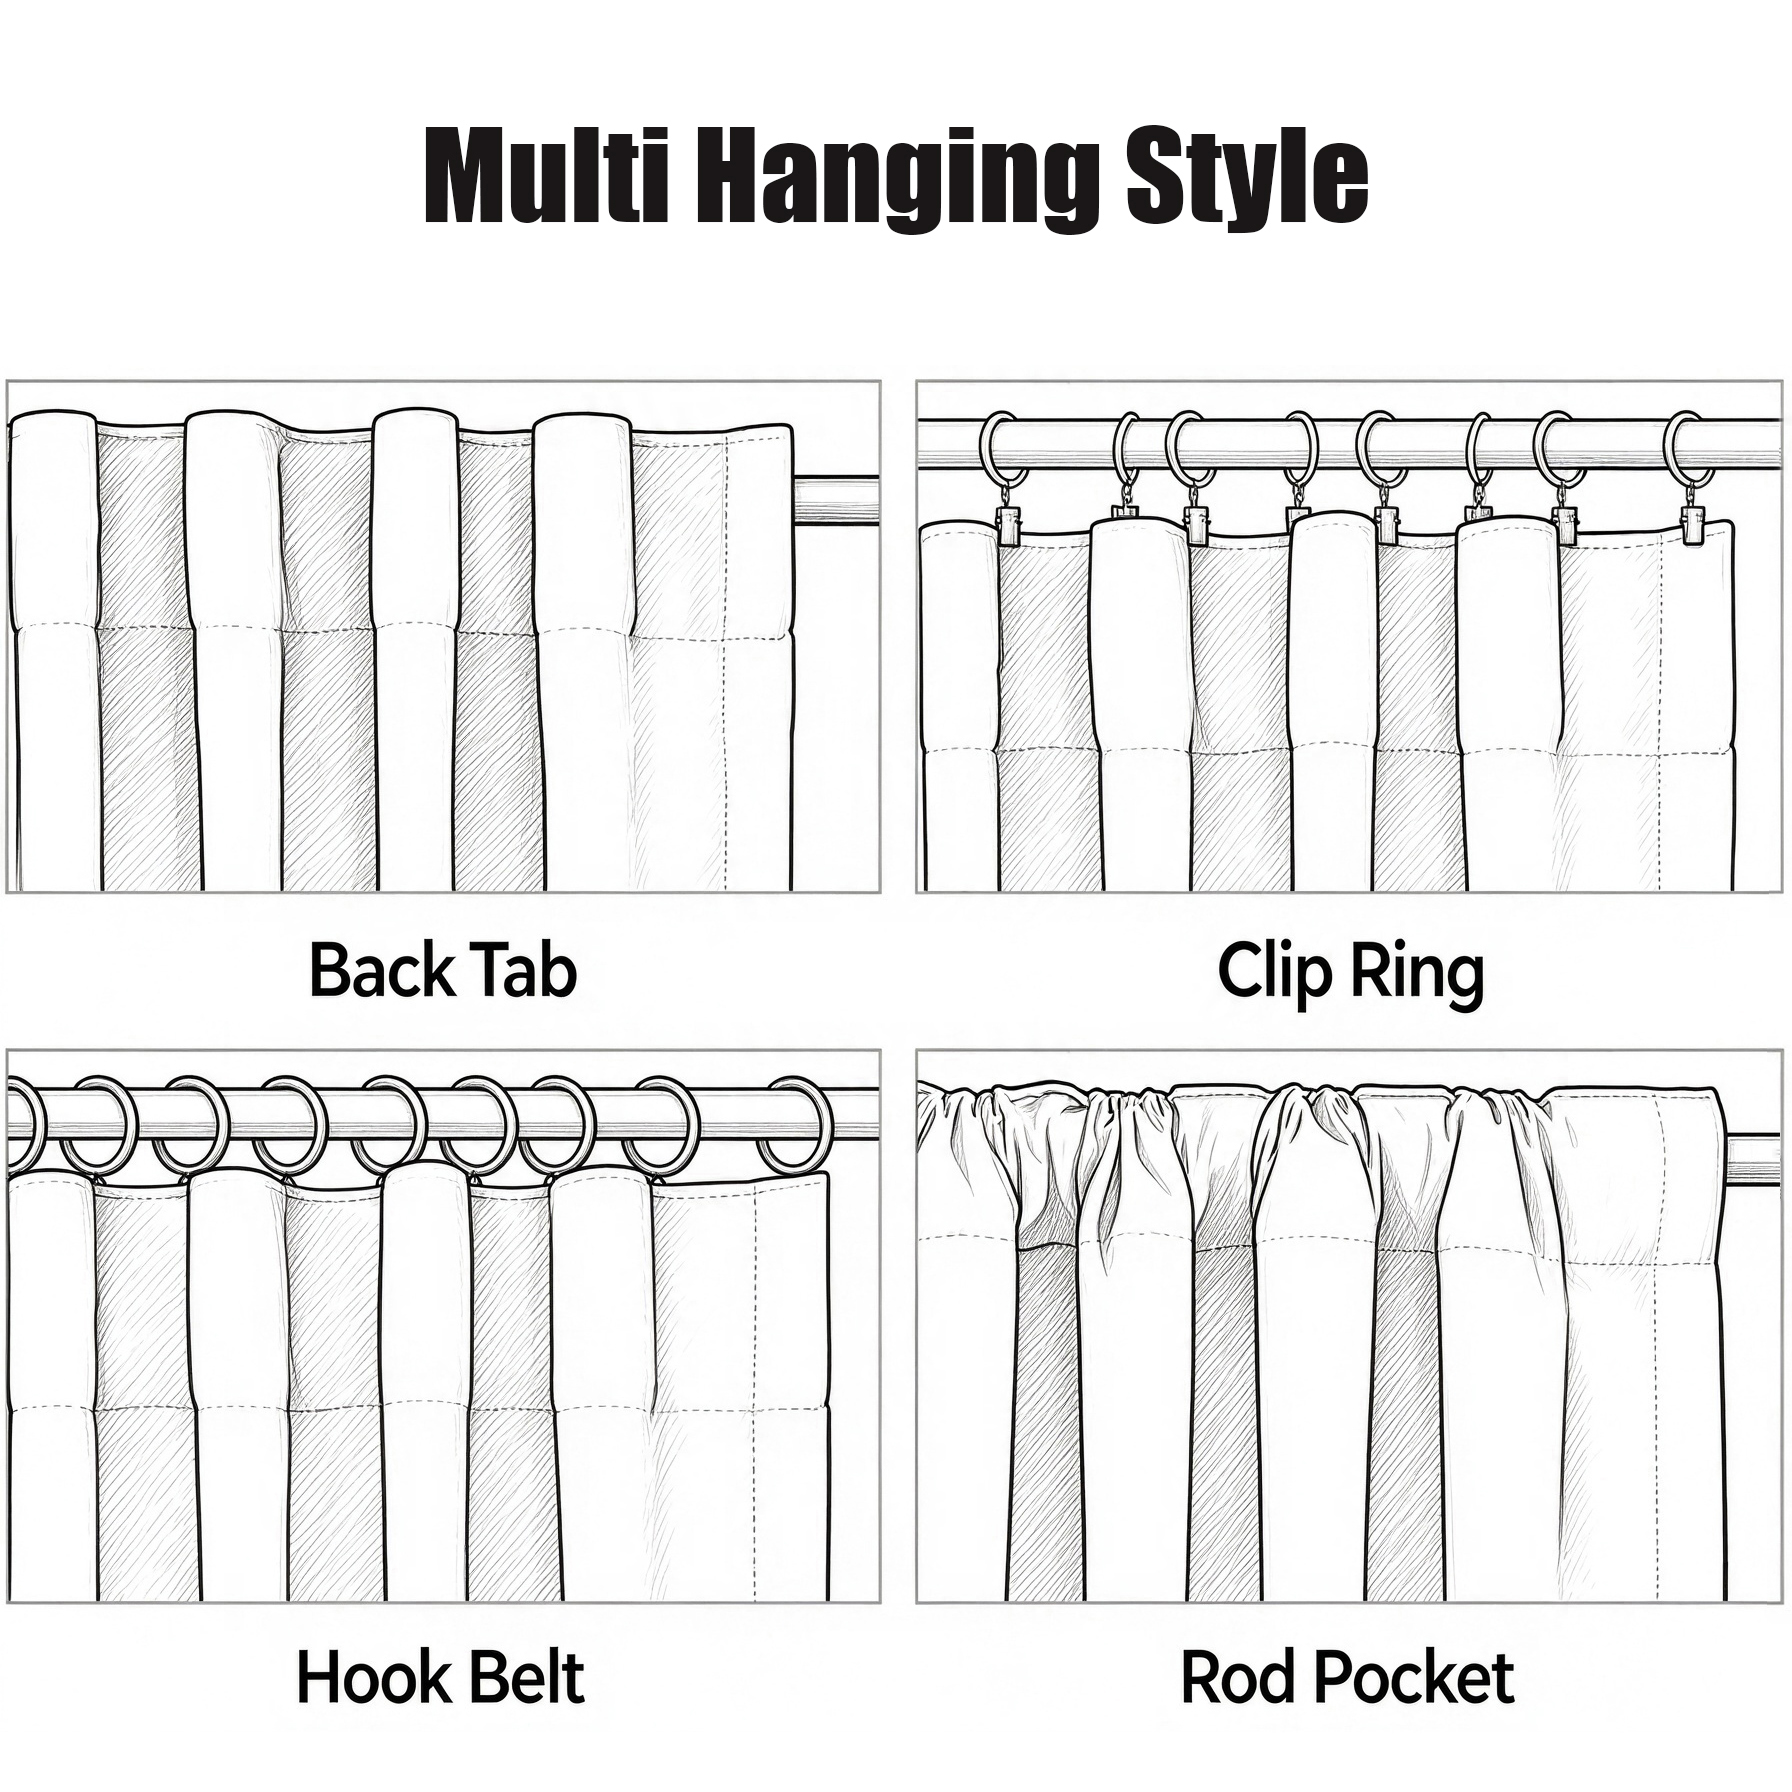 Multi Hanging Style
Back Tab
Clip Ring
Hook Belt
Rod Pocket